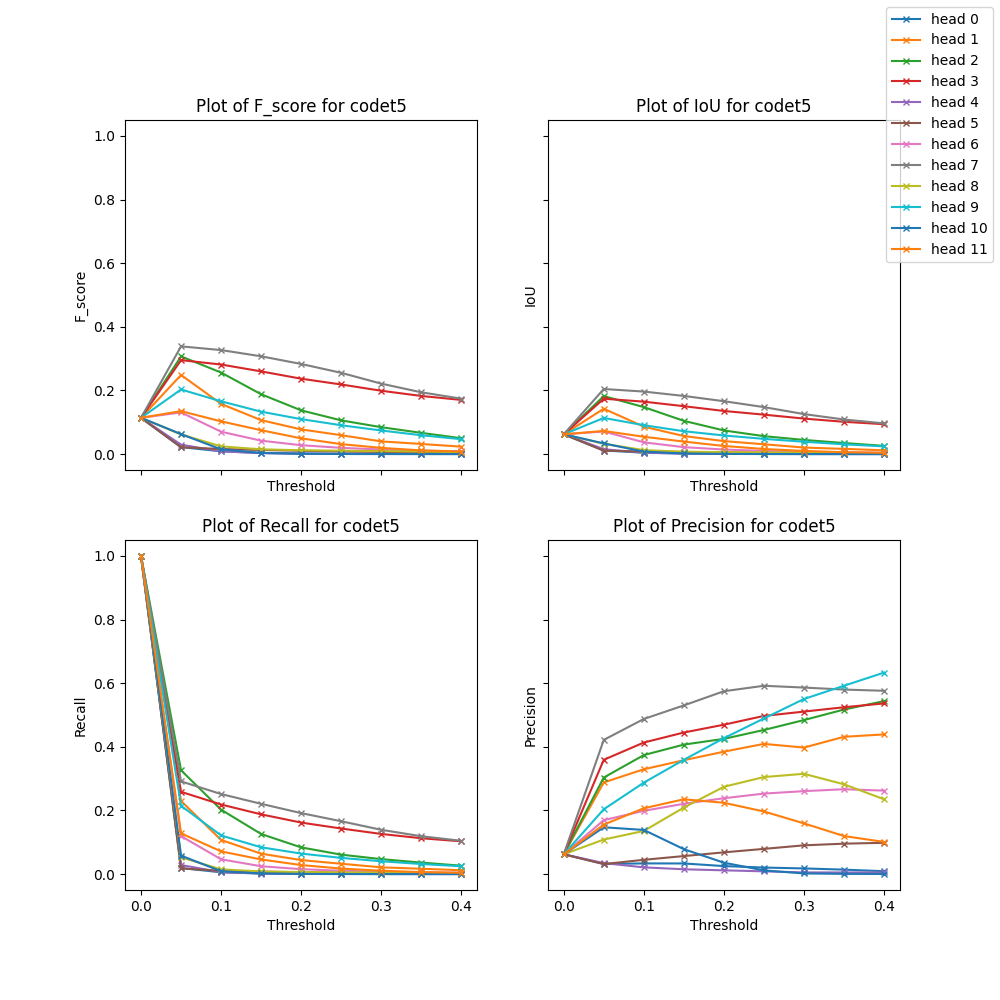 head 0
head 1
head 2
head 3
head 4
head 5
head 6
head 7
head 8
head 9
head 10
head 11
Plot of F_score for codet5
1.0
0.8
0.6
0.4
0.2
0.0
F_score
Threshold
Plot of IoU for codet5
IoU
Threshold
Plot of Recall for codet5
1.0
0.8
0.6
0.4
0.2
0.0
Recall
0.0 0.1 0.2 0.3 0.4
Threshold
Plot of Precision for codet5
Precision
0.0 0.1 0.2 0.3 0.4
Threshold